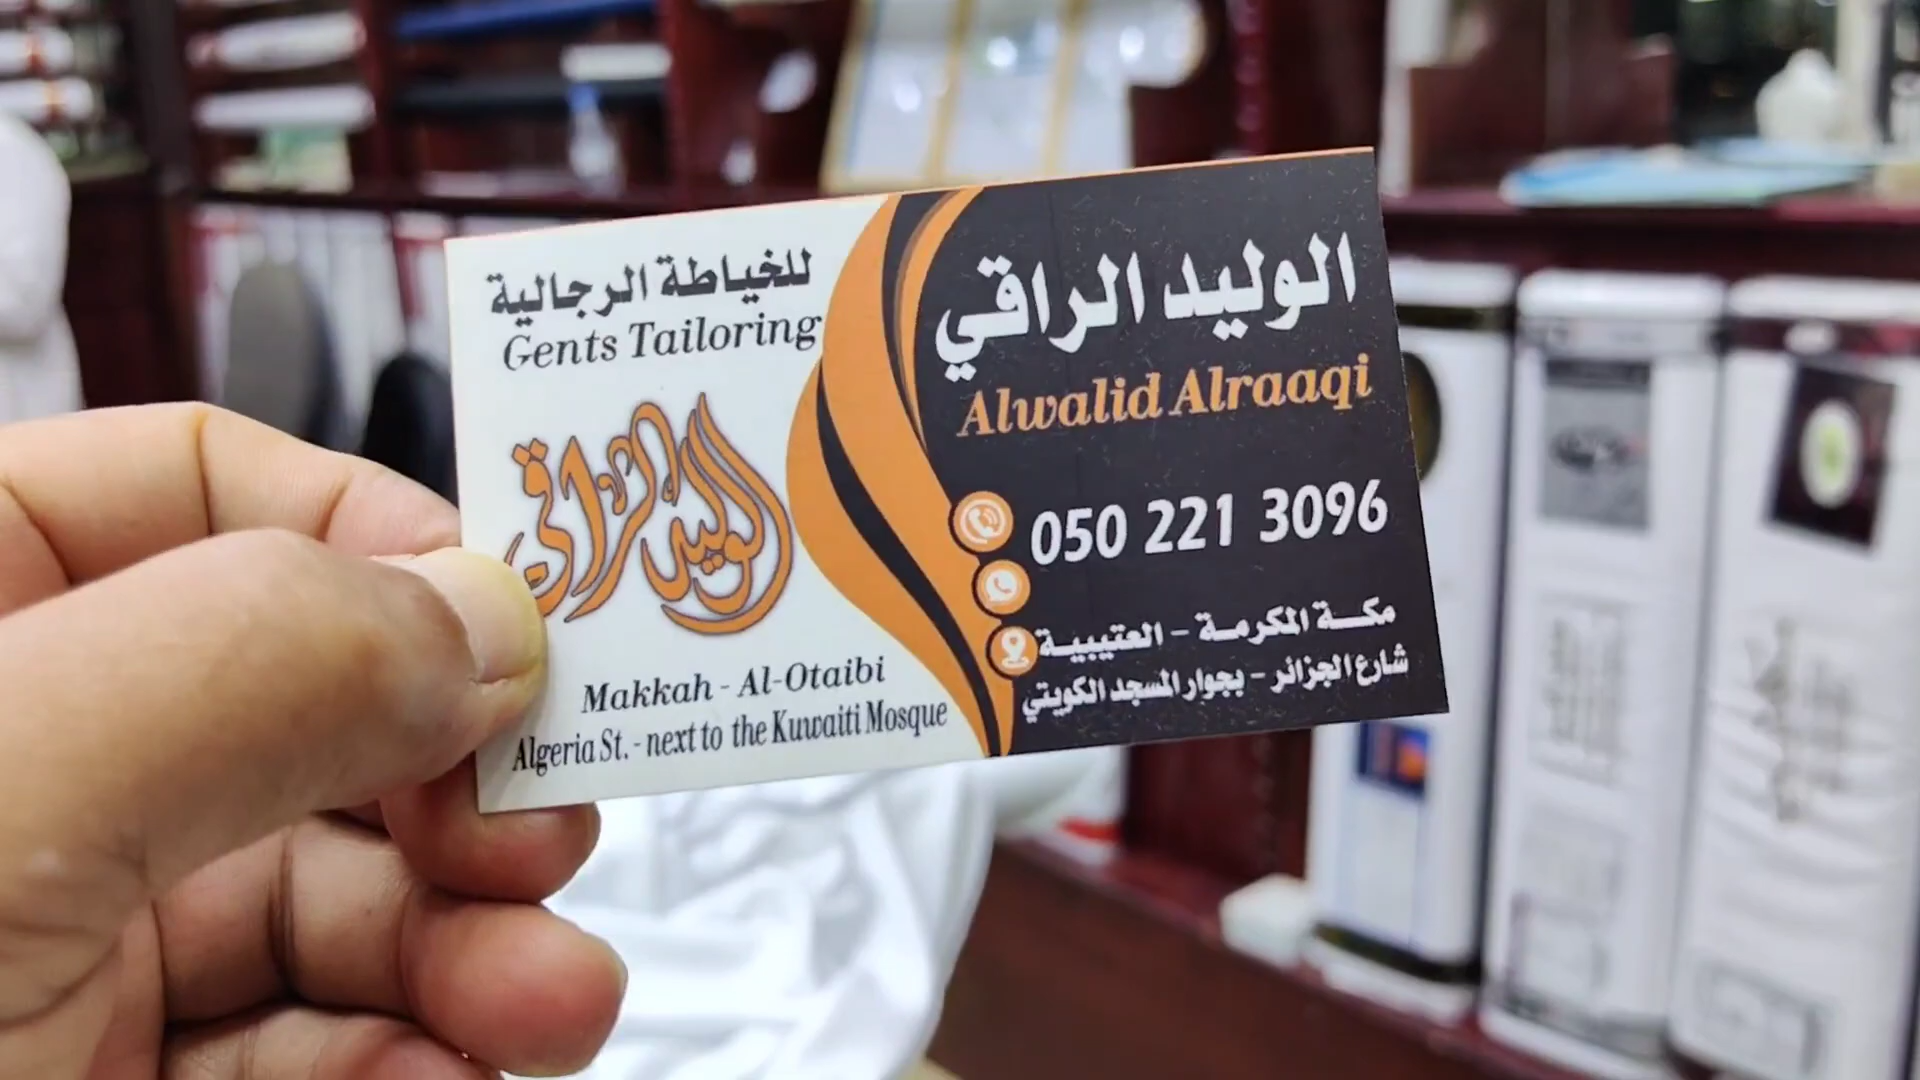 للخياطة الرجالية
Gents Tailoring
الوليد الراقي
Makkah - Al-Otaibi
Algeria St. - next to the Kuwaiti Mosque
الوليد الراقي
Alwalid Alraaqi
050 221 3096
مكة المكرمة - العتيبية
شارع الجزائر - بجوار المسجد الكويتي